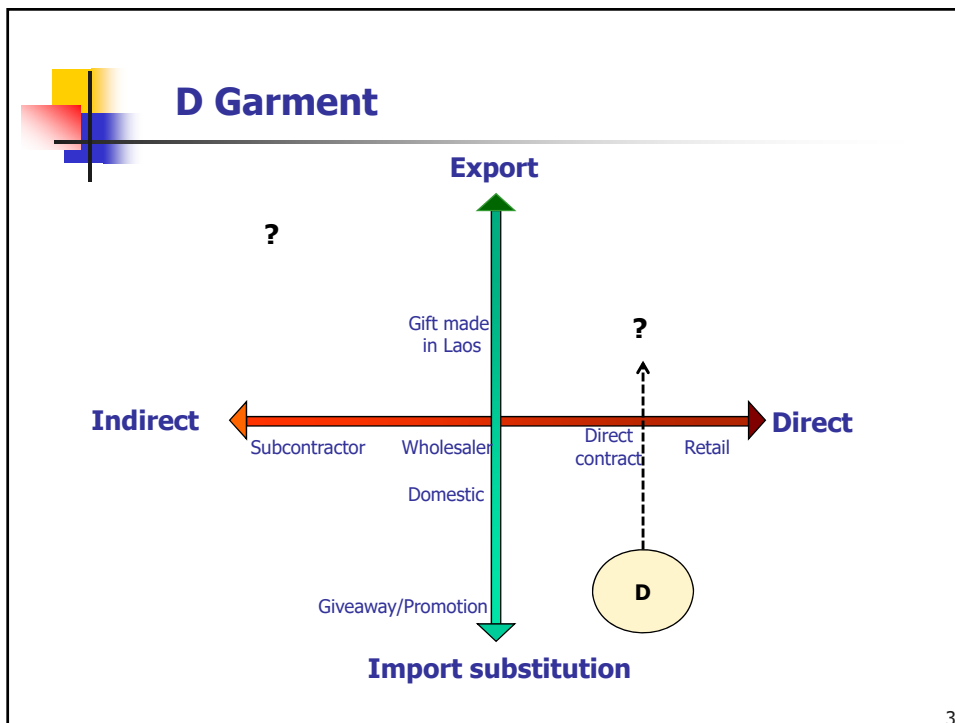 D Garment
Export
?
Gift made
in Laos
?
Indirect
Direct
Subcontractor
Wholesaler
Direct
contract
Retail
Domestic
D
Giveaway/Promotion
Import substitution
3